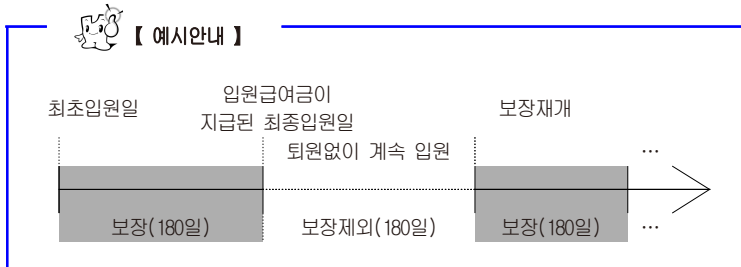 【 예시안내 】
최초입원일
입원급여금이
지급된 최종입원일
보장재개
퇴원없이 계속 입원
…
보장(180일)
보장제외(180일)
보장(180일)
…